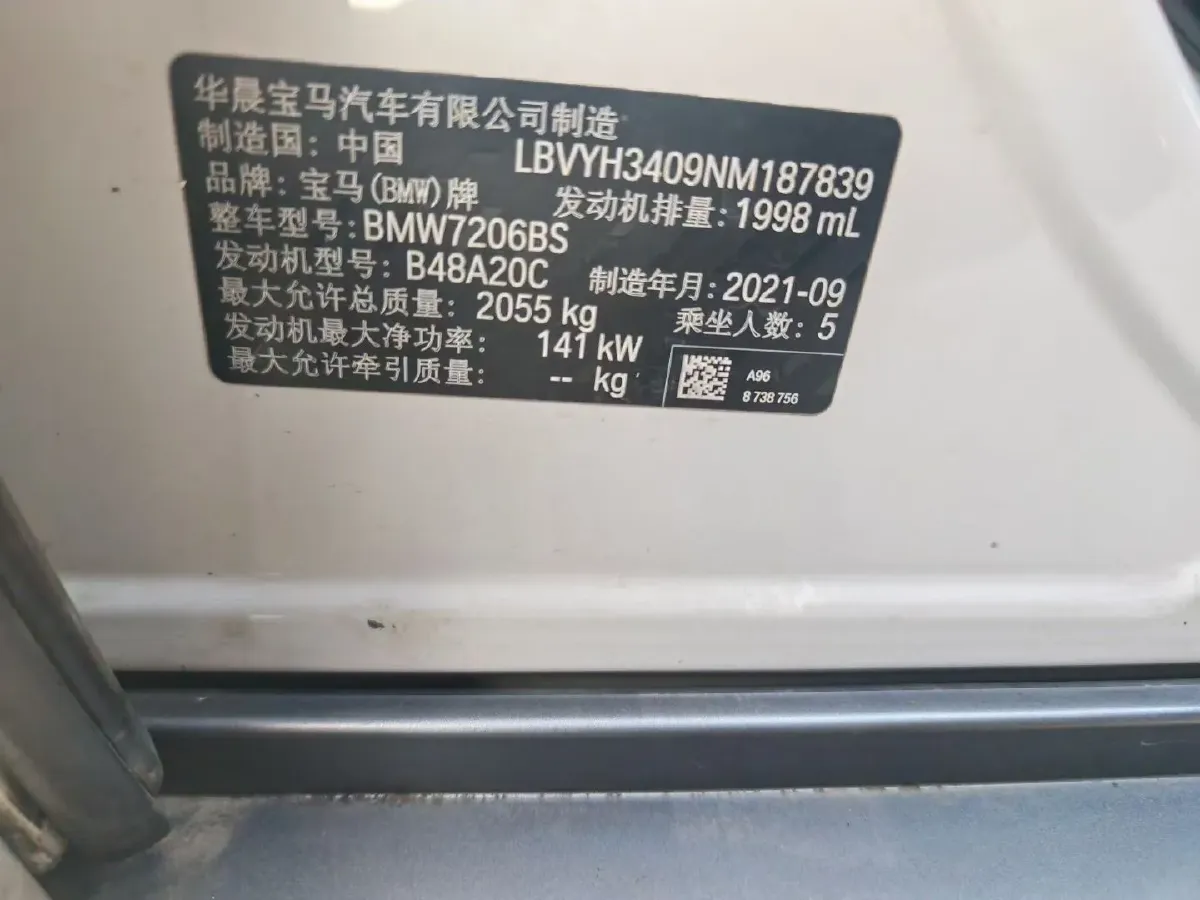 华晨宝马汽车有限公司制造
制造国：中国 LBVYH3409NM187839
品牌：宝马(BMW)牌 发动机排量：1998 mL
整车型号：BMW7206BS
发动机型号：B48A20C 制造年月：2021-09
最大允许总质量：2055 kg 乘坐人数：5
发动机最大净功率：141 kW
最大允许牵引质量：-- kg
A96
8 738 756